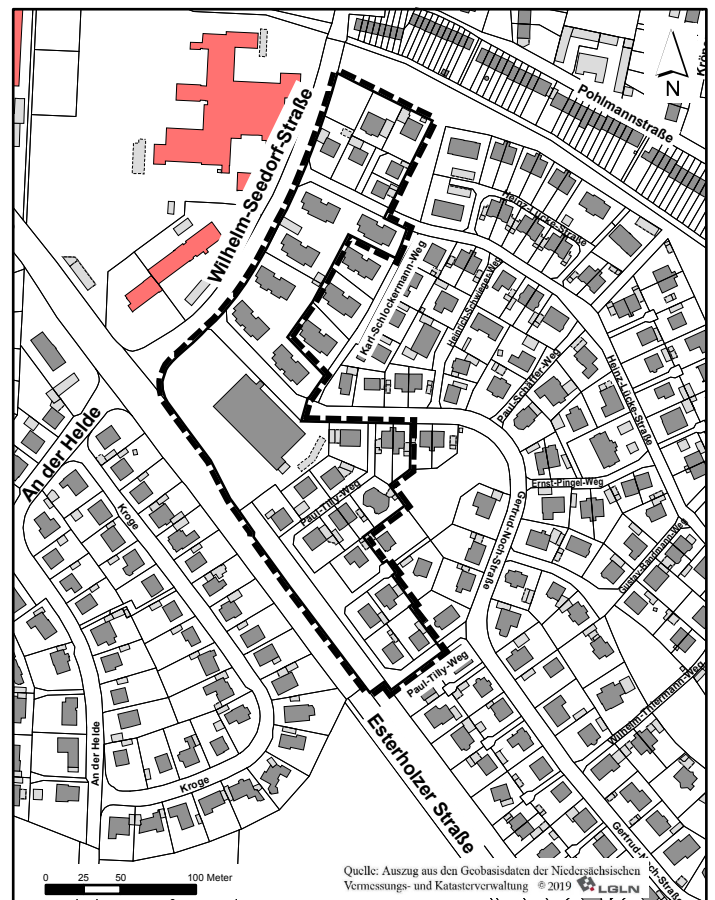 Pohlmannstraße
N
Wilhelm-Seedorf-Straße
Heinz-Lücke-Straße
Karl-Schlockermann-Weg
Heinrich-Schwieger-Weg
Paul-Schäffer-Weg
Heinz-Lücke-Straße
An der Helde
Kroge
Paul-Tilly-Weg
Ernst-Pingel-Weg
Gertrud-Noch-Straße
Paul-Tilly-Weg
Wilhelm-Thiermann-Weg
An der Helde
Kroge
Esterholzer Straße
0 25 50 100 Meter
Quelle: Auszug aus den Geobasisdaten der Niedersächsischen
Vermessungs- und Katasterverwaltung © 2019 LGLN